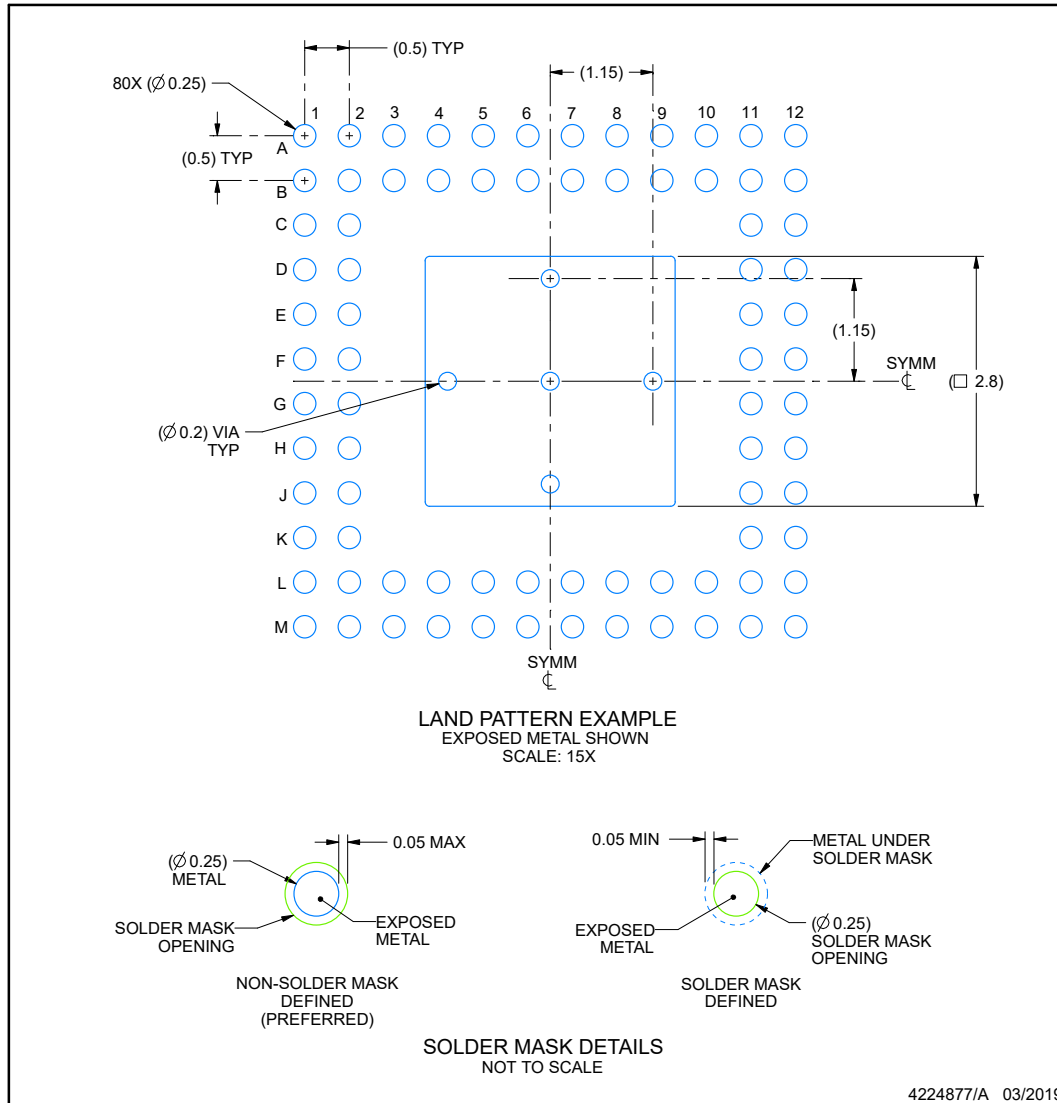 (0.5) TYP
(1.15)
80X (Ø 0.25)
1 2 3 4 5 6 7 8 9 10 11 12
A
(0.5) TYP
B
C
D
E
(1.15)
F
SYMM
℄
(□ 2.8)
G
(Ø 0.2) VIA
TYP
H
J
K
L
M
SYMM
℄
LAND PATTERN EXAMPLE
EXPOSED METAL SHOWN
SCALE: 15X
0.05 MAX
(Ø 0.25)
METAL
SOLDER MASK
OPENING
EXPOSED
METAL
NON-SOLDER MASK
DEFINED
(PREFERRED)
0.05 MIN
METAL UNDER
SOLDER MASK
EXPOSED
METAL
(Ø 0.25)
SOLDER MASK
OPENING
SOLDER MASK
DEFINED
SOLDER MASK DETAILS
NOT TO SCALE
4224877/A 03/2019